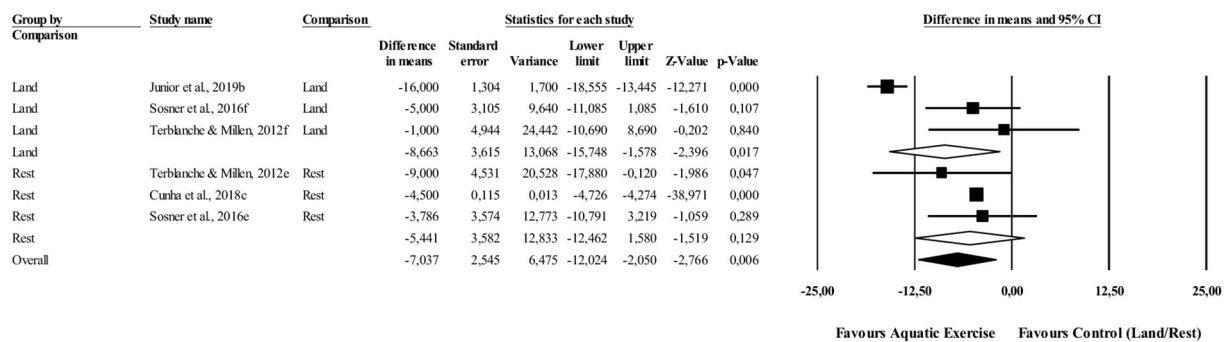 Group by Study name Comparison Statistics for each study Difference in means and 95% CI
Comparison
Difference Standard Lower Upper
in means error Variance limit limit Z-Value p-Value
Land Junior et al., 2019b Land -16,000 1,304 1,700 -18,555 -13,445 -12,271 0,000
Land Sosner et al., 2016f Land -5,000 3,105 9,640 -11,085 1,085 -1,610 0,107
Land Terblanche & Millen, 2012f Land -1,000 4,944 24,442 -10,690 8,690 -0,202 0,840
Land -8,663 3,615 13,068 -15,748 -1,578 -2,396 0,017
Rest Terblanche & Millen, 2012e Rest -9,000 4,531 20,528 -17,880 -0,120 -1,986 0,047
Rest Cunha et al., 2018c Rest -4,500 0,115 0,013 -4,726 -4,274 -38,971 0,000
Rest Sosner et al., 2016e Rest -3,786 3,574 12,773 -10,791 3,219 -1,059 0,289
Rest -5,441 3,582 12,833 -12,462 1,580 -1,519 0,129
Overall -7,037 2,545 6,475 -12,024 -2,050 -2,766 0,006
-25,00 -12,50 0,00 12,50 25,00
Favours Aquatic Exercise Favours Control (Land/Rest)